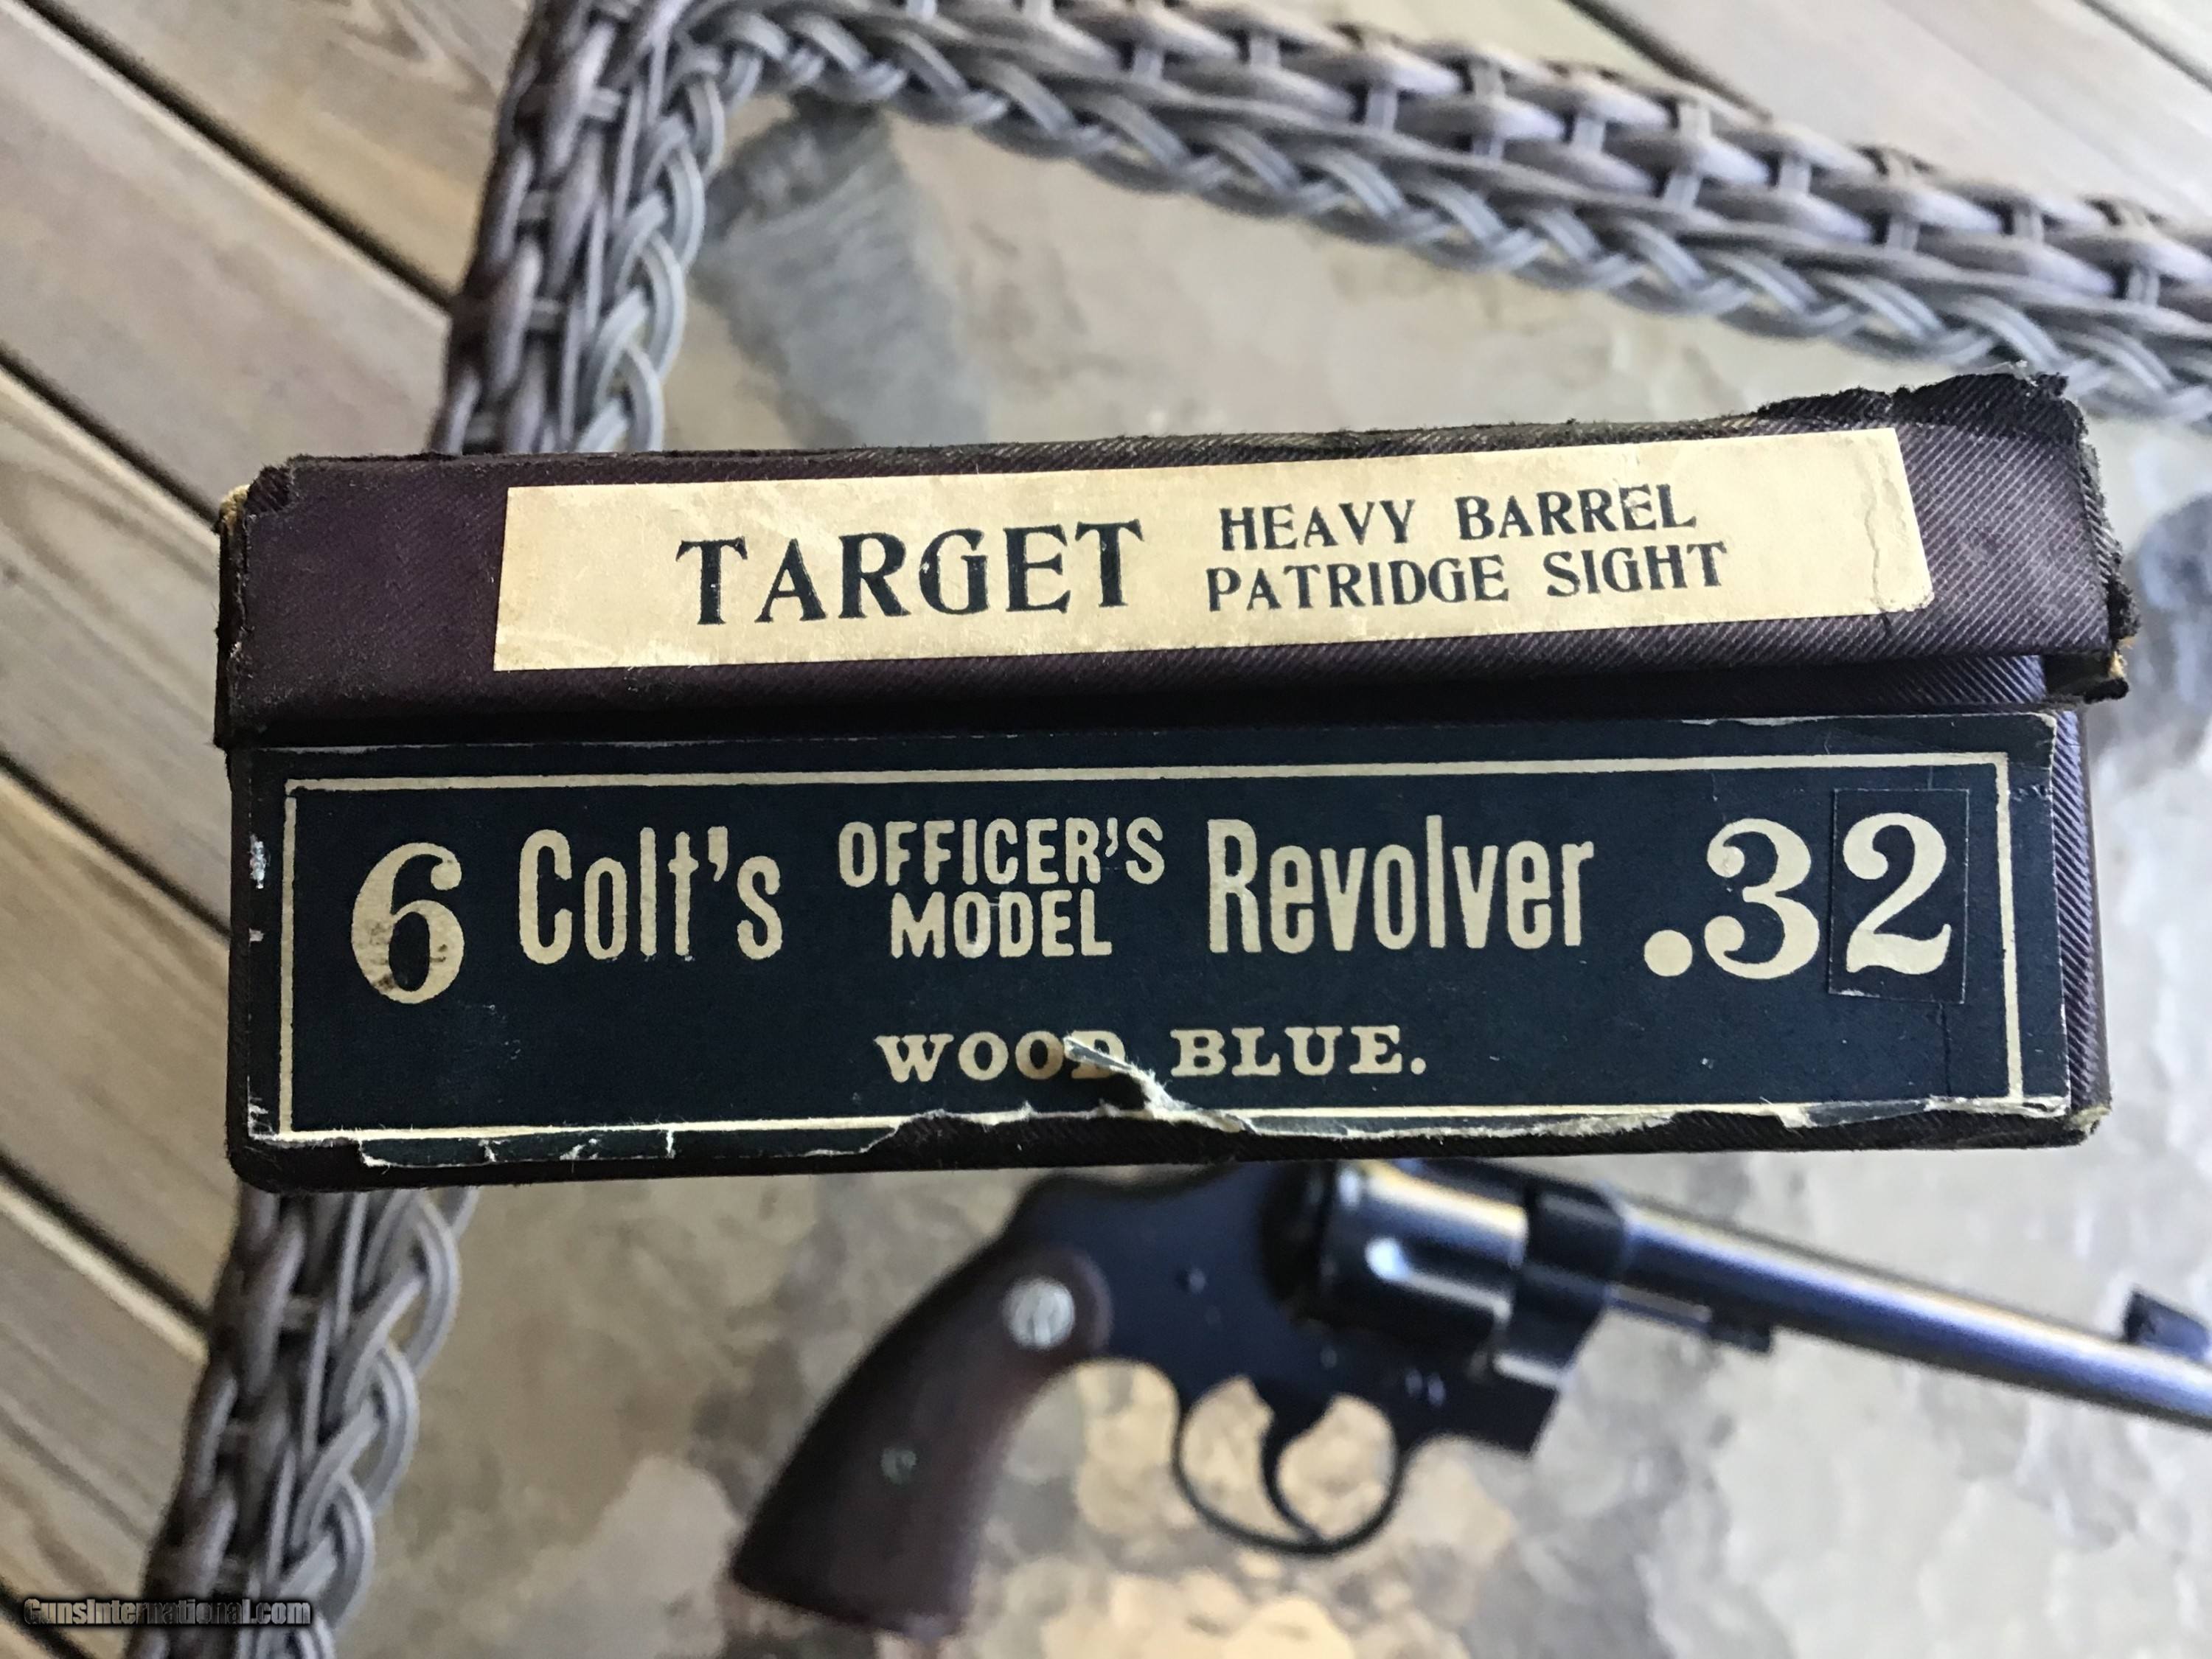 TARGET HEAVY BARREL
PATRIDGE SIGHT
6 Colt's OFFICER'S MODEL Revolver .32
WOOD BLUE.
GunsInternational.com